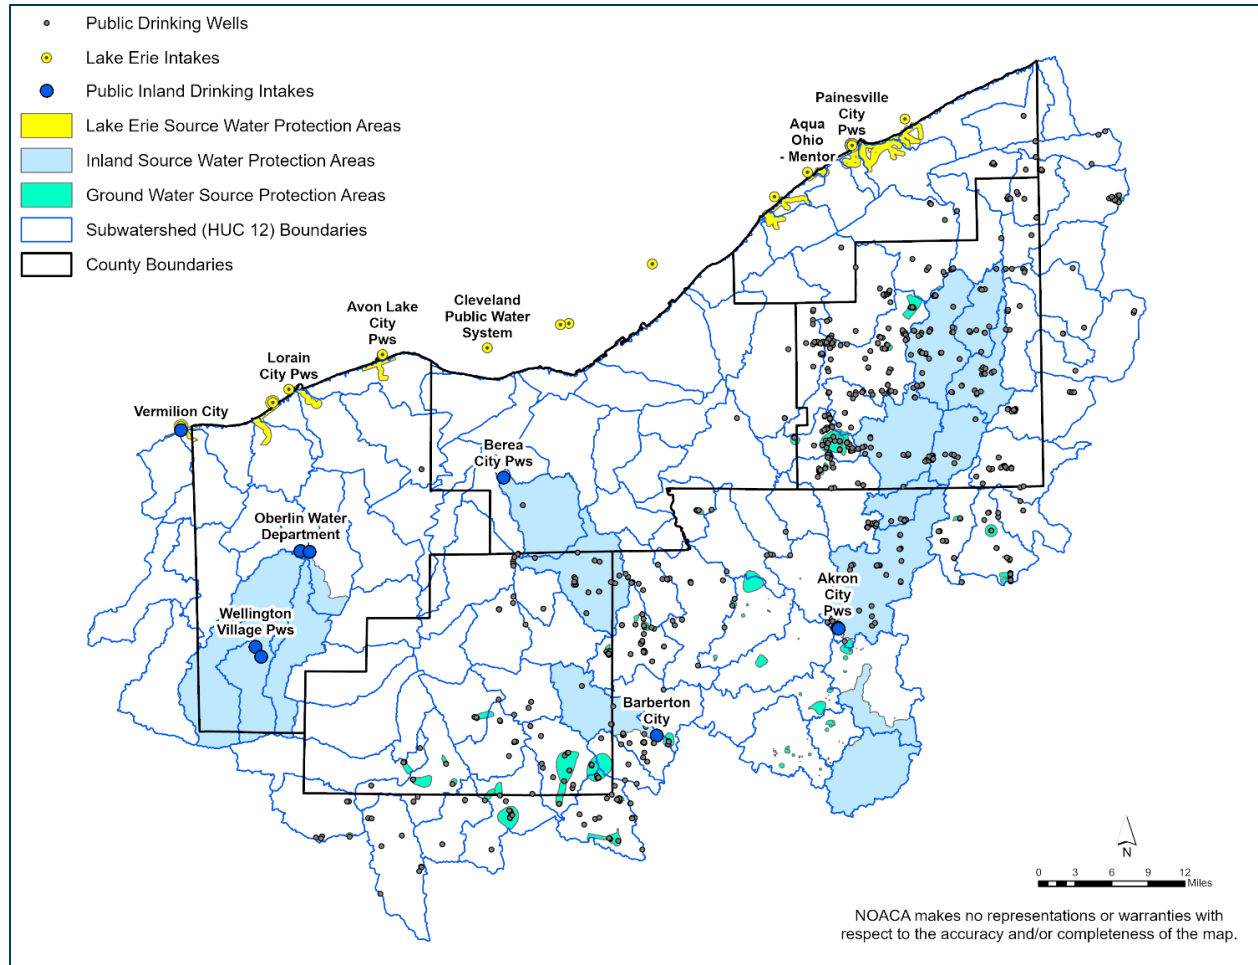 Public Drinking Wells
Lake Erie Intakes
Public Inland Drinking Intakes
Lake Erie Source Water Protection Areas
Inland Source Water Protection Areas
Ground Water Source Protection Areas
Subwatershed (HUC 12) Boundaries
County Boundaries
Painesville
City
Pws
Aqua
Ohio
- Mentor
Cleveland
Public Water
System
Avon Lake
City
Pws
Lorain
City Pws
Vermilion City
Berea
City Pws
Oberlin Water
Department
Wellington
Village Pws
Akron
City
Pws
Barberton
City
N
0 3 6 9 12
Miles
NOACA makes no representations or warranties with
respect to the accuracy and/or completeness of the map.